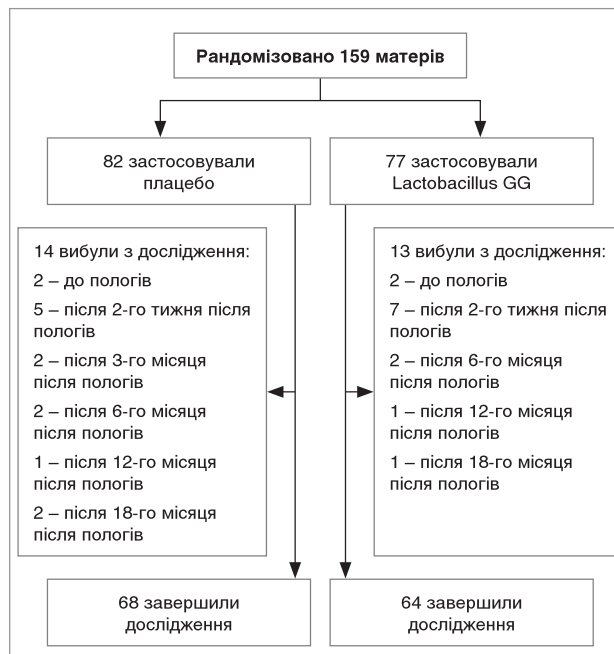 Рандомізовано 159 матерів
82 застосовували
плацебо
77 застосовували
Lactobacillus GG
14 вибули з дослідження:
2 – до пологів
5 – після 2-го тижня після
пологів
2 – після 3-го місяця
після пологів
2 – після 6-го місяця
після пологів
1 – після 12-го місяця
після пологів
2 – після 18-го місяця
після пологів
13 вибули з дослідження:
2 – до пологів
7 – після 2-го тижня після
пологів
2 – після 6-го місяця
після пологів
1 – після 12-го місяця
після пологів
1 – після 18-го місяця
після пологів
68 завершили
дослідження
64 завершили
дослідження